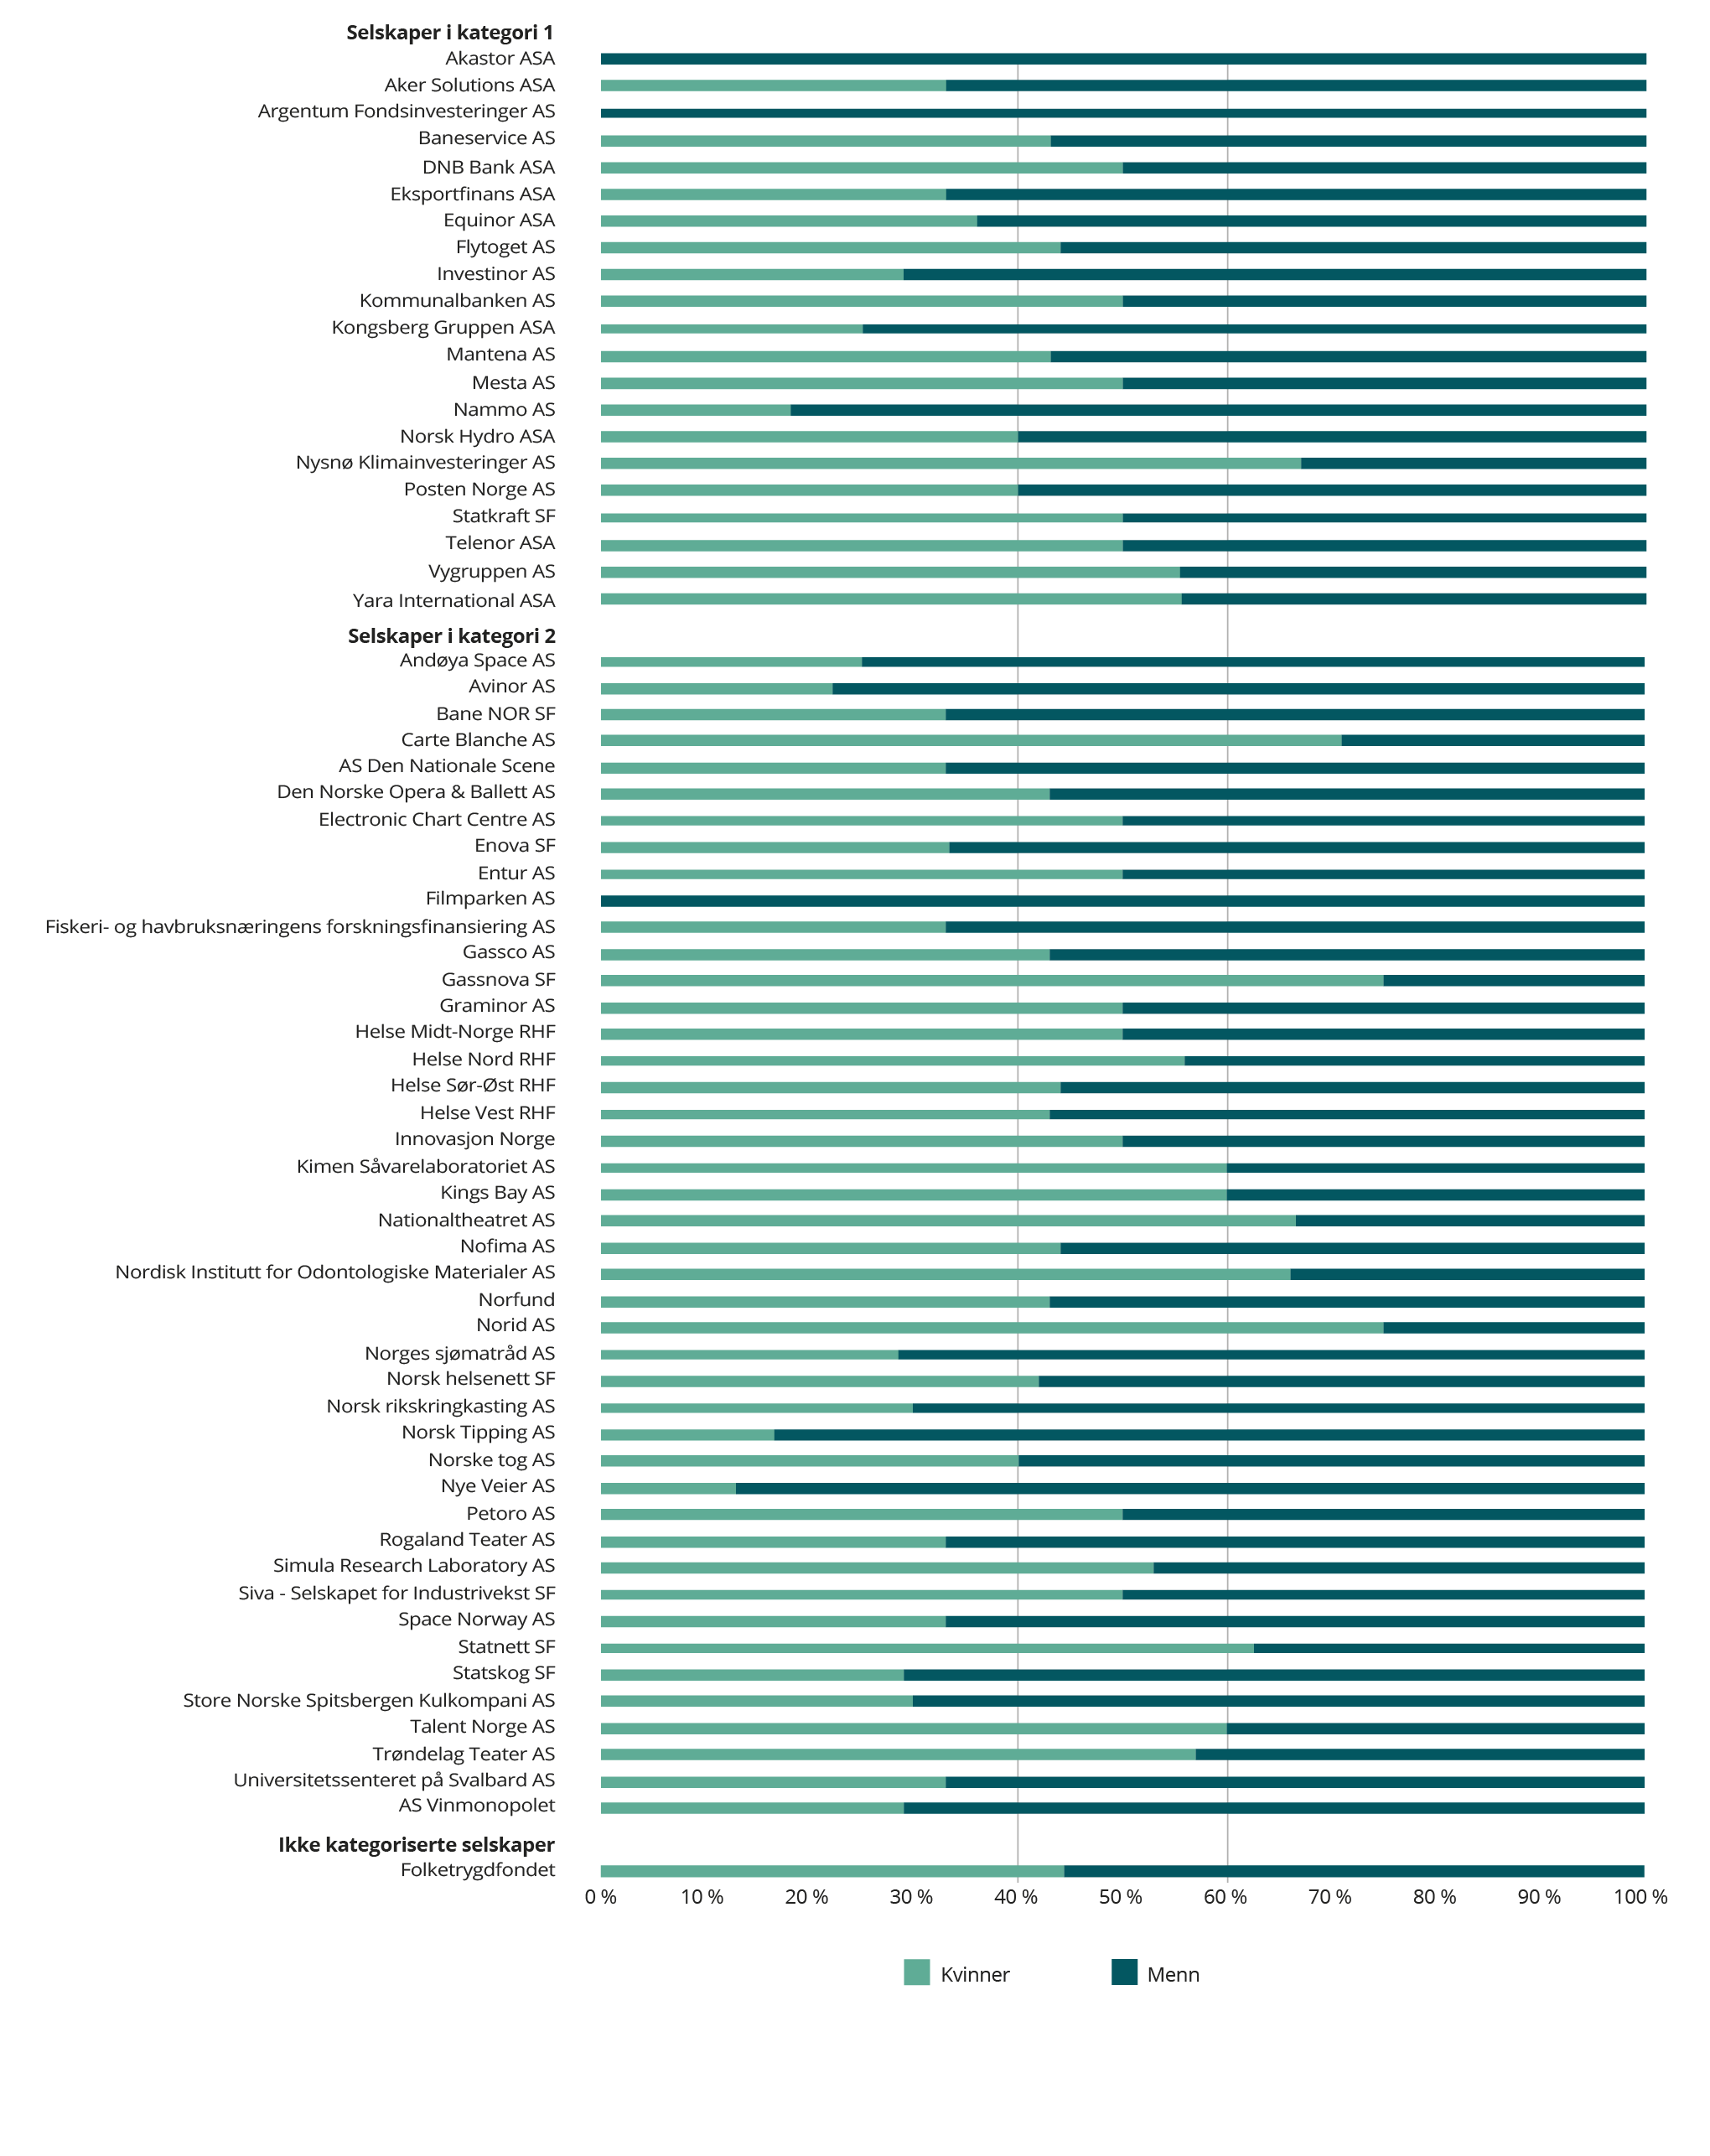 Selskaper i kategori 1
Akastor ASA
Aker Solutions ASA
Argentum Fondsinvesteringer AS
Baneservice AS
DNB Bank ASA
Eksportfinans ASA
Equinor ASA
Flytoget AS
Investinor AS
Kommunalbanken AS
Kongsberg Gruppen ASA
Mantena AS
Mesta AS
Nammo AS
Norsk Hydro ASA
Nysnø Klimainvesteringer AS
Posten Norge AS
Statkraft SF
Telenor ASA
Vygruppen AS
Yara International ASA
Selskaper i kategori 2
Andøya Space AS
Avinor AS
Bane NOR SF
Carte Blanche AS
AS Den Nationale Scene
Den Norske Opera & Ballett AS
Electronic Chart Centre AS
Enova SF
Entur AS
Filmparken AS
Fiskeri- og havbruksnæringens forskningsfinansiering AS
Gassco AS
Gassnova SF
Graminor AS
Helse Midt-Norge RHF
Helse Nord RHF
Helse Sør-Øst RHF
Helse Vest RHF
Innovasjon Norge
Kimen Såvarelaboratoriet AS
Kings Bay AS
Nationaltheatret AS
Nofima AS
Nordisk Institutt for Odontologiske Materialer AS
Norfund
Norid AS
Norges sjømatråd AS
Norsk helsenett SF
Norsk rikskringkasting AS
Norsk Tipping AS
Norske tog AS
Nye Veier AS
Petoro AS
Rogaland Teater AS
Simula Research Laboratory AS
Siva - Selskapet for Industrivekst SF
Space Norway AS
Statnett SF
Statskog SF
Store Norske Spitsbergen Kulkompani AS
Talent Norge AS
Trøndelag Teater AS
Universitetssenteret på Svalbard AS
AS Vinmonopolet
Ikke kategoriserte selskaper
Folketrygdfondet
0 % 10 % 20 % 30 % 40 % 50 % 60 % 70 % 80 % 90 % 100 %
Kvinner Menn